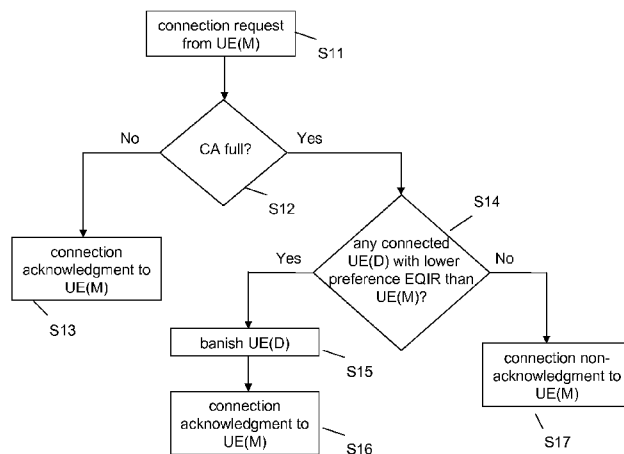 connection request
from UE(M)
S11
No
CA full?
Yes
S12
S14
connection
acknowledgment to
UE(M)
S13
any connected
UE(D) with lower
preference EQIR than
UE(M)?
Yes
No
banish UE(D)
S15
connection non-
acknowledgment to
UE(M)
S17
connection
acknowledgment to
UE(M)
S16